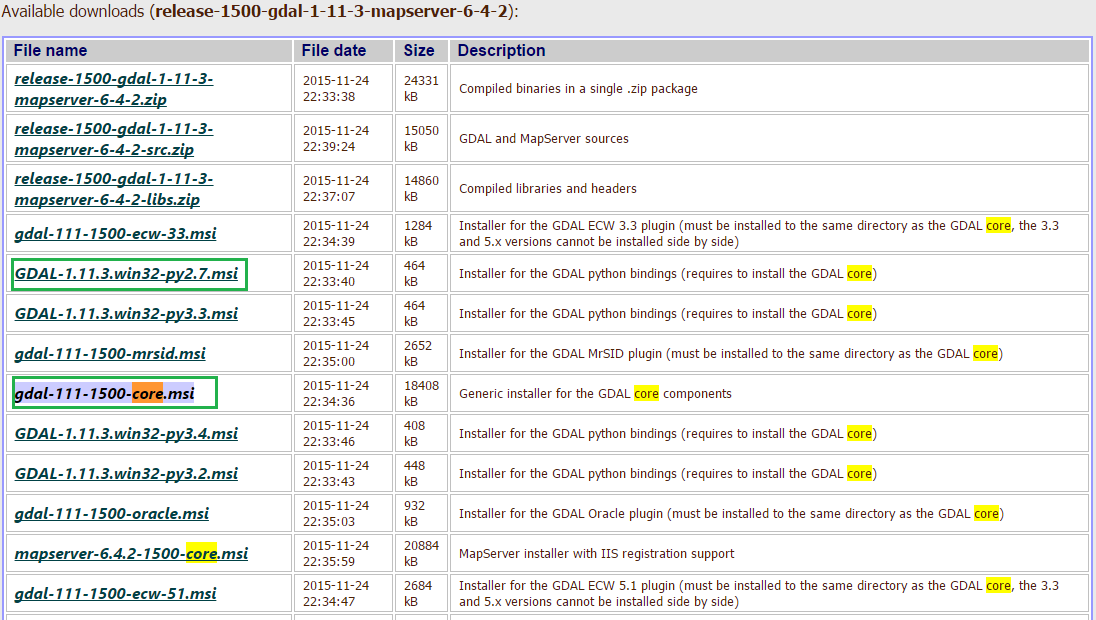 Available downloads (release-1500-gdal-1-11-3-mapserver-6-4-2):
File name File date Size Description
release-1500-gdal-1-11-3-
mapserver-6-4-2.zip
2015-11-24
22:33:38
24331
kB
Compiled binaries in a single .zip package
release-1500-gdal-1-11-3-
mapserver-6-4-2-src.zip
2015-11-24
22:39:24
15050
kB
GDAL and MapServer sources
release-1500-gdal-1-11-3-
mapserver-6-4-2-libs.zip
2015-11-24
22:37:07
14860
kB
Compiled libraries and headers
gdal-111-1500-ecw-33.msi
2015-11-24
22:34:39
1284
kB
Installer for the GDAL ECW 3.3 plugin (must be installed to the same directory as the GDAL core, the 3.3
and 5.x versions cannot be installed side by side)
GDAL-1.11.3.win32-py2.7.msi
2015-11-24
22:33:40
464
kB
Installer for the GDAL python bindings (requires to install the GDAL core)
GDAL-1.11.3.win32-py3.3.msi
2015-11-24
22:33:45
464
kB
Installer for the GDAL python bindings (requires to install the GDAL core)
gdal-111-1500-mrsid.msi
2015-11-24
22:35:00
2652
kB
Installer for the GDAL MrSID plugin (must be installed to the same directory as the GDAL core)
gdal-111-1500-core.msi
2015-11-24
22:34:36
18408
kB
Generic installer for the GDAL core components
GDAL-1.11.3.win32-py3.4.msi
2015-11-24
22:33:46
408
kB
Installer for the GDAL python bindings (requires to install the GDAL core)
GDAL-1.11.3.win32-py3.2.msi
2015-11-24
22:33:43
448
kB
Installer for the GDAL python bindings (requires to install the GDAL core)
gdal-111-1500-oracle.msi
2015-11-24
22:35:03
932
kB
Installer for the GDAL Oracle plugin (must be installed to the same directory as the GDAL core)
mapserver-6.4.2-1500-core.msi
2015-11-24
22:35:59
20884
kB
MapServer installer with IIS registration support
gdal-111-1500-ecw-51.msi
2015-11-24
22:34:47
2684
kB
Installer for the GDAL ECW 5.1 plugin (must be installed to the same directory as the GDAL core, the 3.3
and 5.x versions cannot be installed side by side)